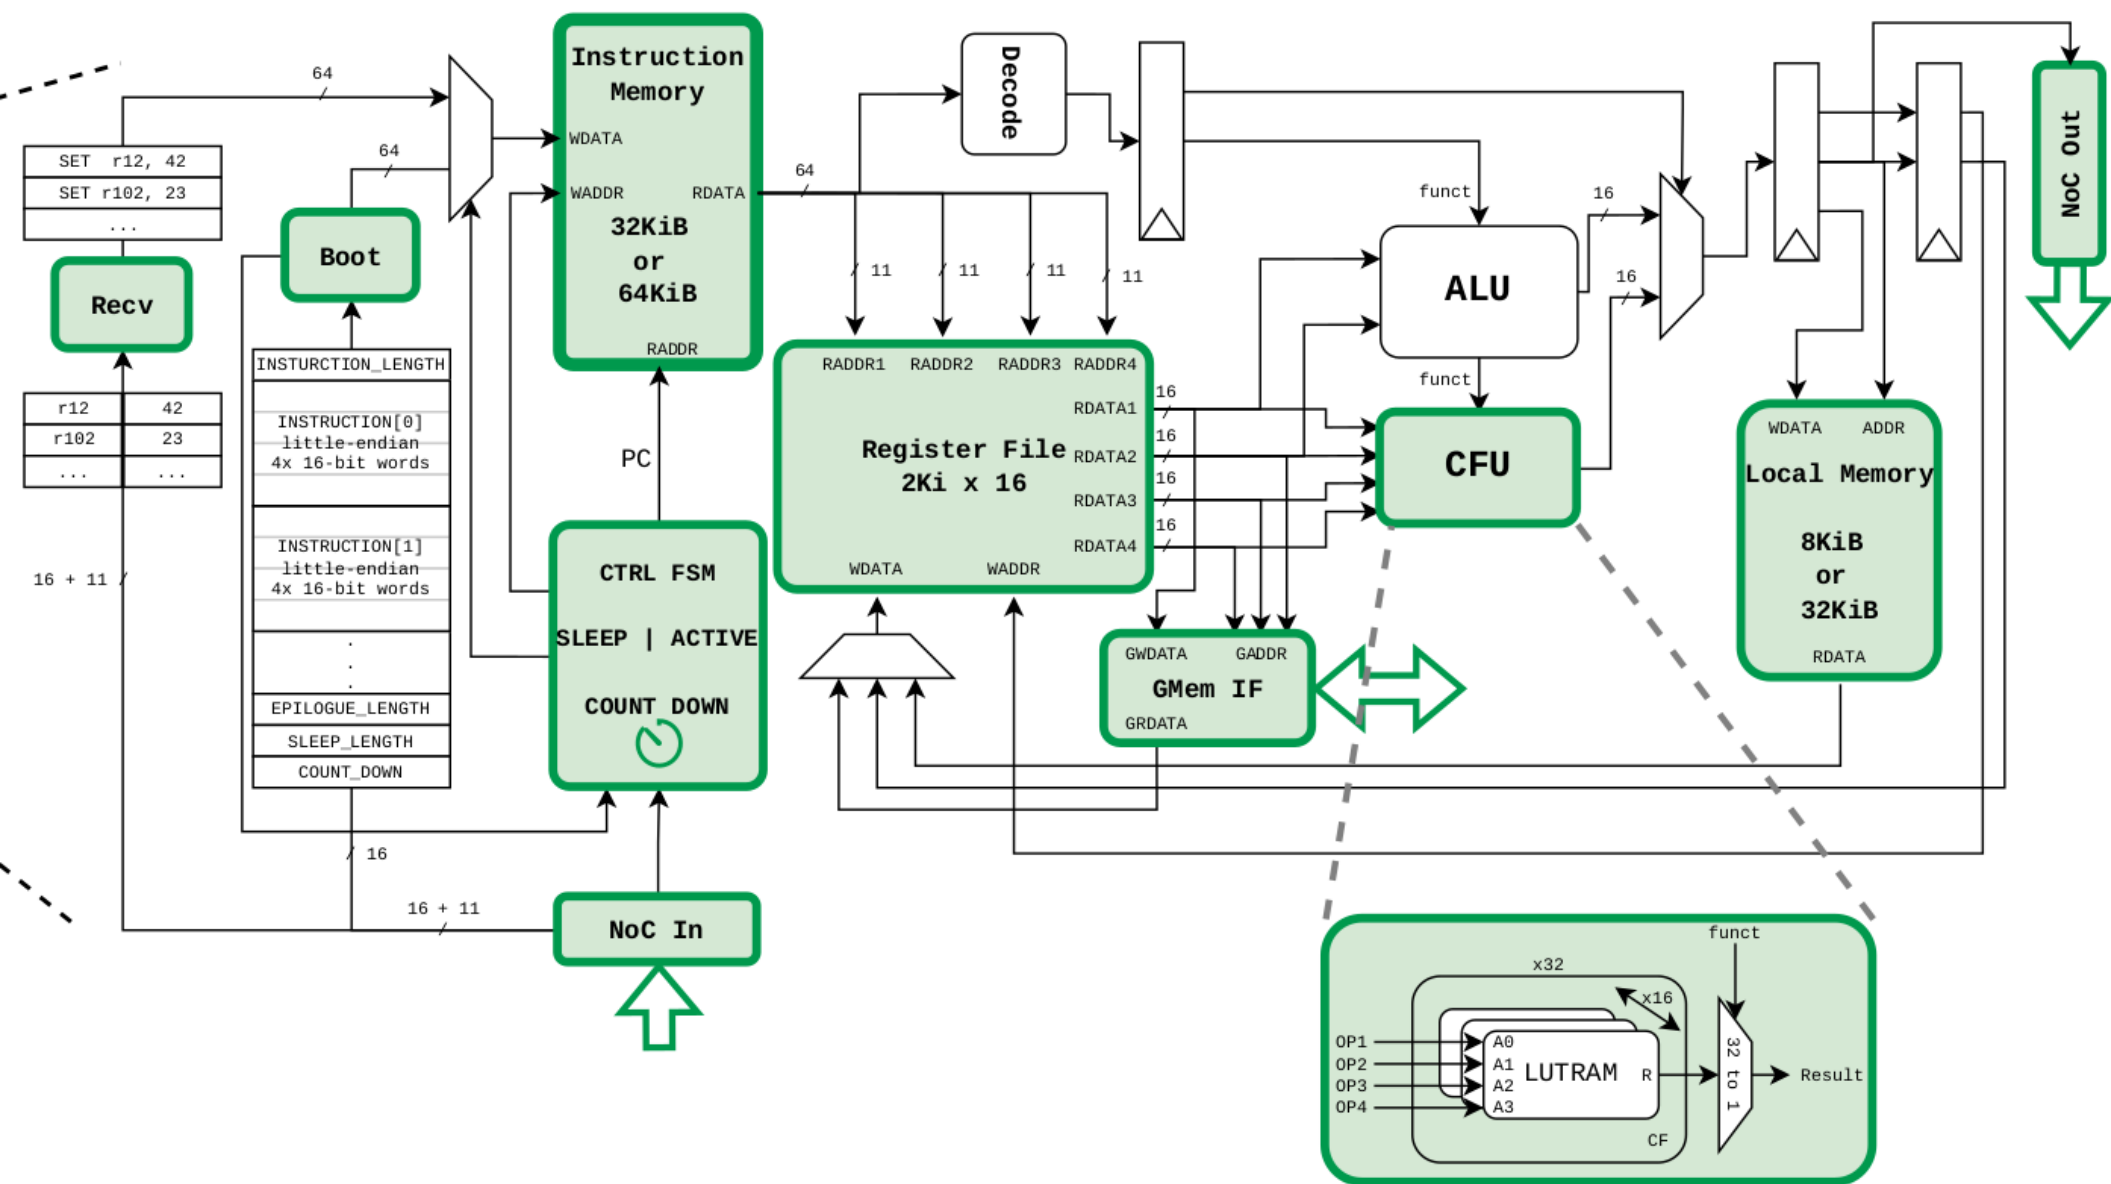 64
SET r12, 42
SET r102, 23
...
Recv
r12 42
r102 23
... ...
16 + 11
64
Boot
INSTURCTION_LENGTH
INSTRUCTION[0]
little-endian
4x 16-bit words
INSTRUCTION[1]
little-endian
4x 16-bit words
.
.
.
EPILOGUE_LENGTH
SLEEP_LENGTH
COUNT_DOWN
16
16 + 11
Instruction
Memory
WDATA
WADDR RDATA
32KiB
or
64KiB
RADDR
PC
CTRL FSM
SLEEP | ACTIVE
COUNT DOWN
NoC In
64
11 11 11 11
Decode
RADDR1 RADDR2 RADDR3 RADDR4
RDATA1
Register File
RDATA2
2Ki x 16
RDATA3
RDATA4
WDATA WADDR
16
16
16
16
GWDATA GADDR
GMem IF
GRDATA
funct
ALU
funct
CFU
16
16
WDATA ADDR
Local Memory
8KiB
or
32KiB
RDATA
NoC Out
funct
x32
x16
OP1
OP2
OP3
OP4
A0
A1
A2
A3
LUTRAM R
CF
32 to 1
Result